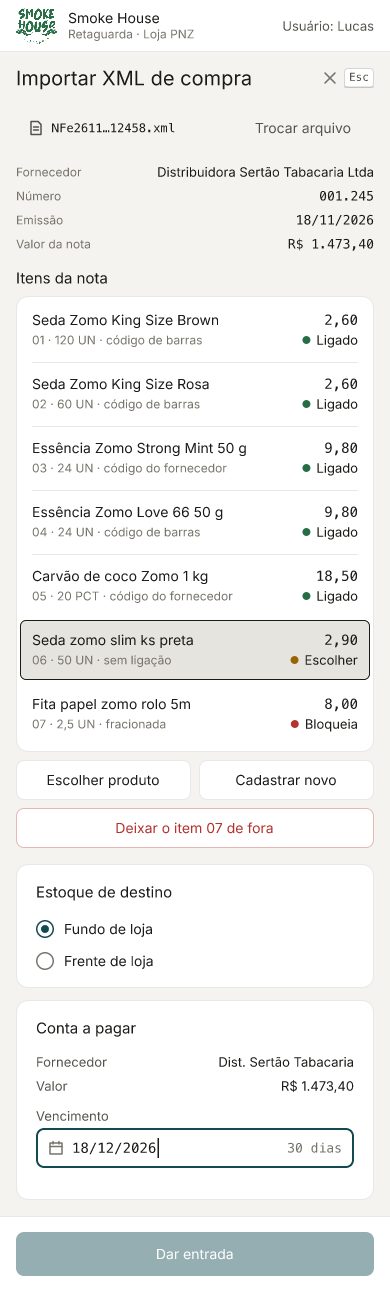 SMOKE HOUSE
Smoke House
Retaguarda · Loja PNZ
Usuário: Lucas
Importar XML de compra
Esc
NFe2611…12458.xml
Trocar arquivo
Fornecedor Distribuidora Sertão Tabacaria Ltda
Número 001.245
Emissão 18/11/2026
Valor da nota R$ 1.473,40
Itens da nota
Seda Zomo King Size Brown 2,60
01 · 120 UN · código de barras Ligado
Seda Zomo King Size Rosa 2,60
02 · 60 UN · código de barras Ligado
Essência Zomo Strong Mint 50 g 9,80
03 · 24 UN · código do fornecedor Ligado
Essência Zomo Love 66 50 g 9,80
04 · 24 UN · código de barras Ligado
Carvão de coco Zomo 1 kg 18,50
05 · 20 PCT · código do fornecedor Ligado
Seda zomo slim ks preta 2,90
06 · 50 UN · sem ligação Escolher
Fita papel zomo rolo 5m 8,00
07 · 2,5 UN · fracionada Bloqueia
Escolher produto
Cadastrar novo
Deixar o item 07 de fora
Estoque de destino
Fundo de loja
Frente de loja
Conta a pagar
Fornecedor Dist. Sertão Tabacaria
Valor R$ 1.473,40
Vencimento
18/12/2026 30 dias
Dar entrada